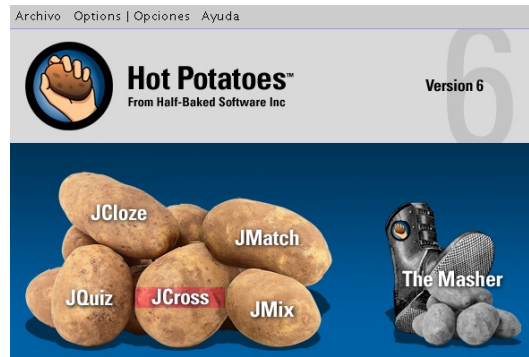 Archivo Options | Opciones Ayuda
Hot Potatoes™
From Half-Baked Software Inc
Version 6
6
JCloze
JMatch
The Masher
JQuiz
JCross
JMix